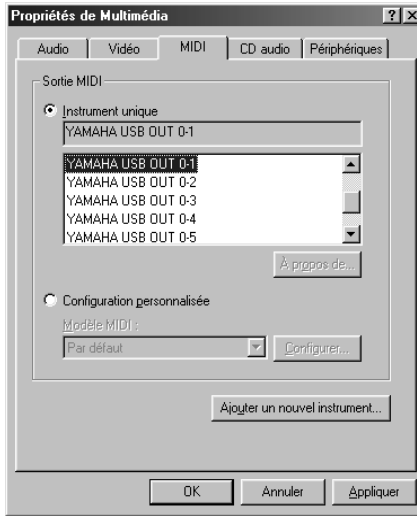 Propriétés de Multimédia
Audio Vidéo MIDI CD audio Périphériques
Sortie MIDI
Instrument unique
YAMAHA USB OUT 0-1
YAMAHA USB OUT 0-1
YAMAHA USB OUT 0-2
YAMAHA USB OUT 0-3
YAMAHA USB OUT 0-4
YAMAHA USB OUT 0-5
À propos de...
Configuration personnalisée
Modèle MIDI :
Par défaut Configurer...
Ajouter un nouvel instrument...
OK Annuler Appliquer